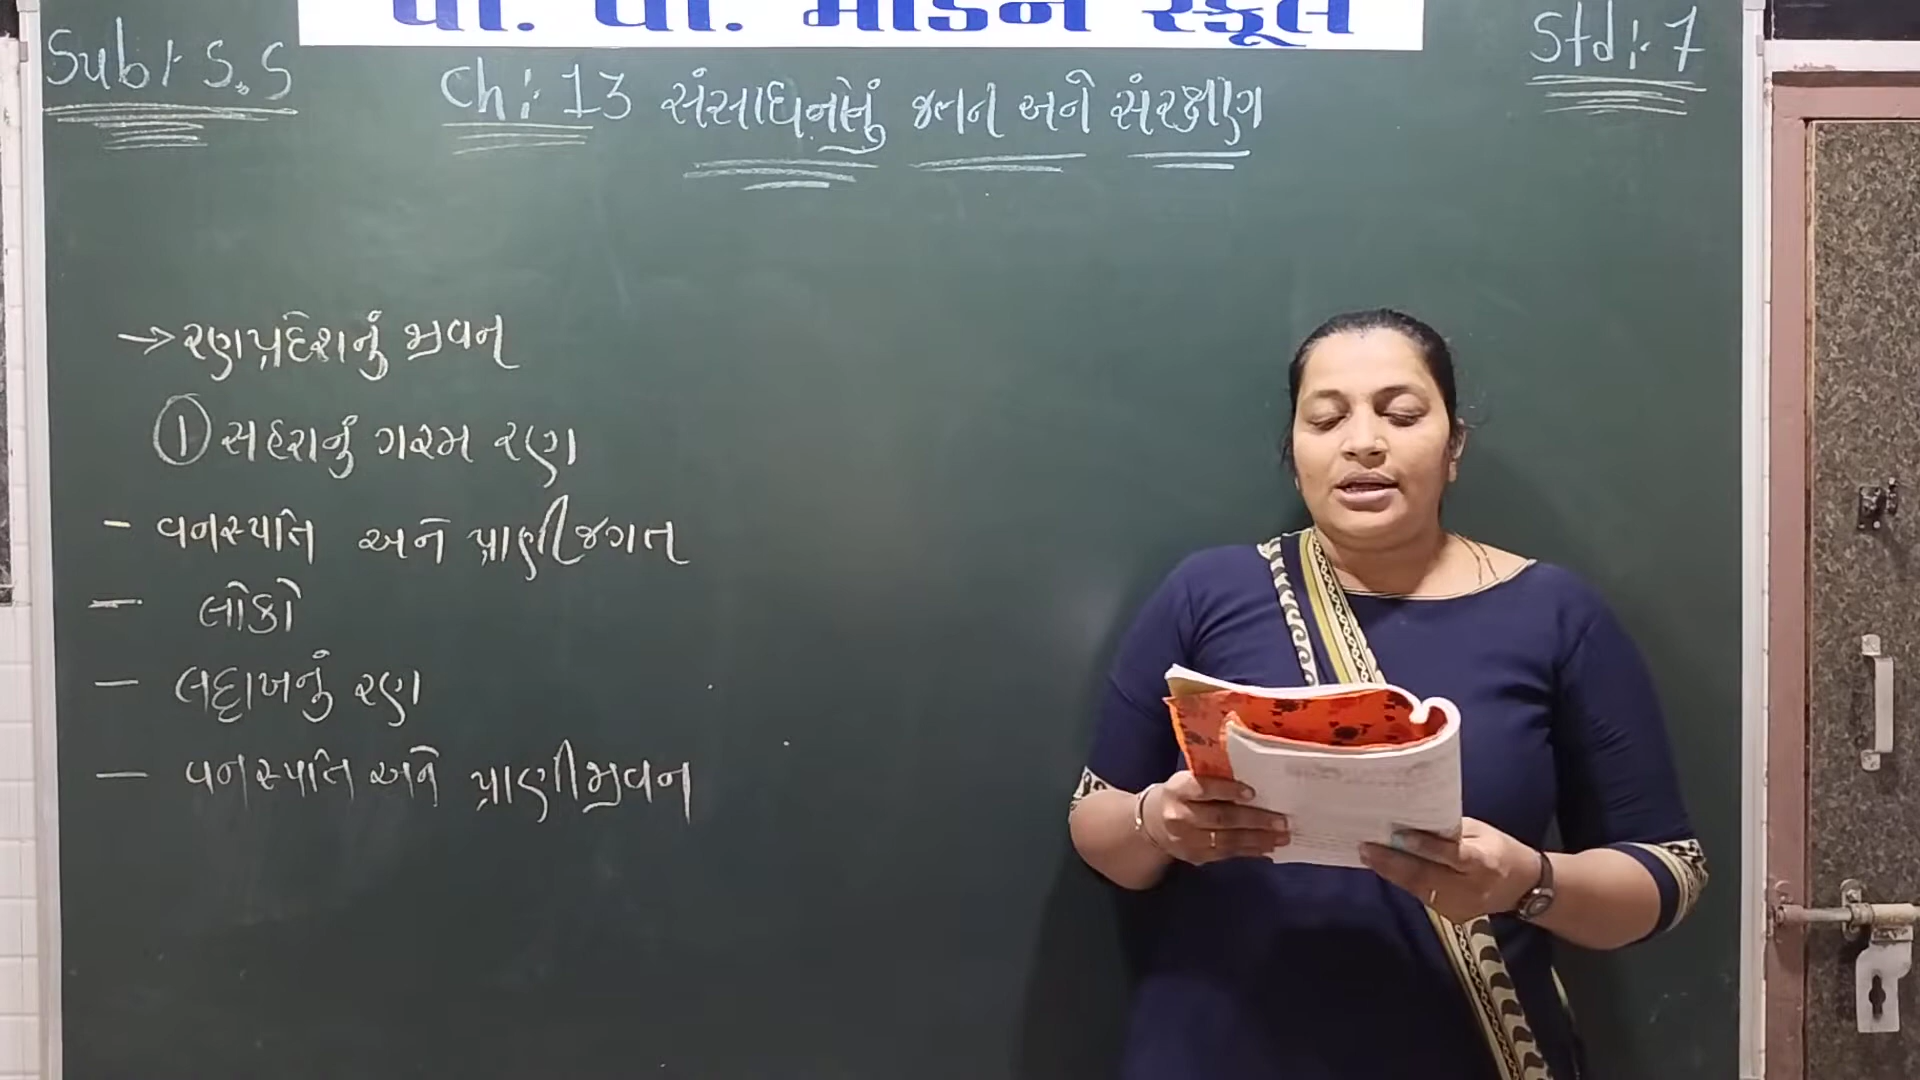 પી. પી. મોડર્ન સ્કૂલ
Sub:- S.S
Ch:- 13 સંસાધનોનું જતન અને સંરક્ષણ
Std:- 7
→ રણપ્રદેશનું જીવન
① સહરાનું ગરમ રણ
- વનસ્પતિ અને પ્રાણીજગત
- લોકો
- લદ્દાખનું રણ
- વનસ્પતિ અને પ્રાણીજીવન